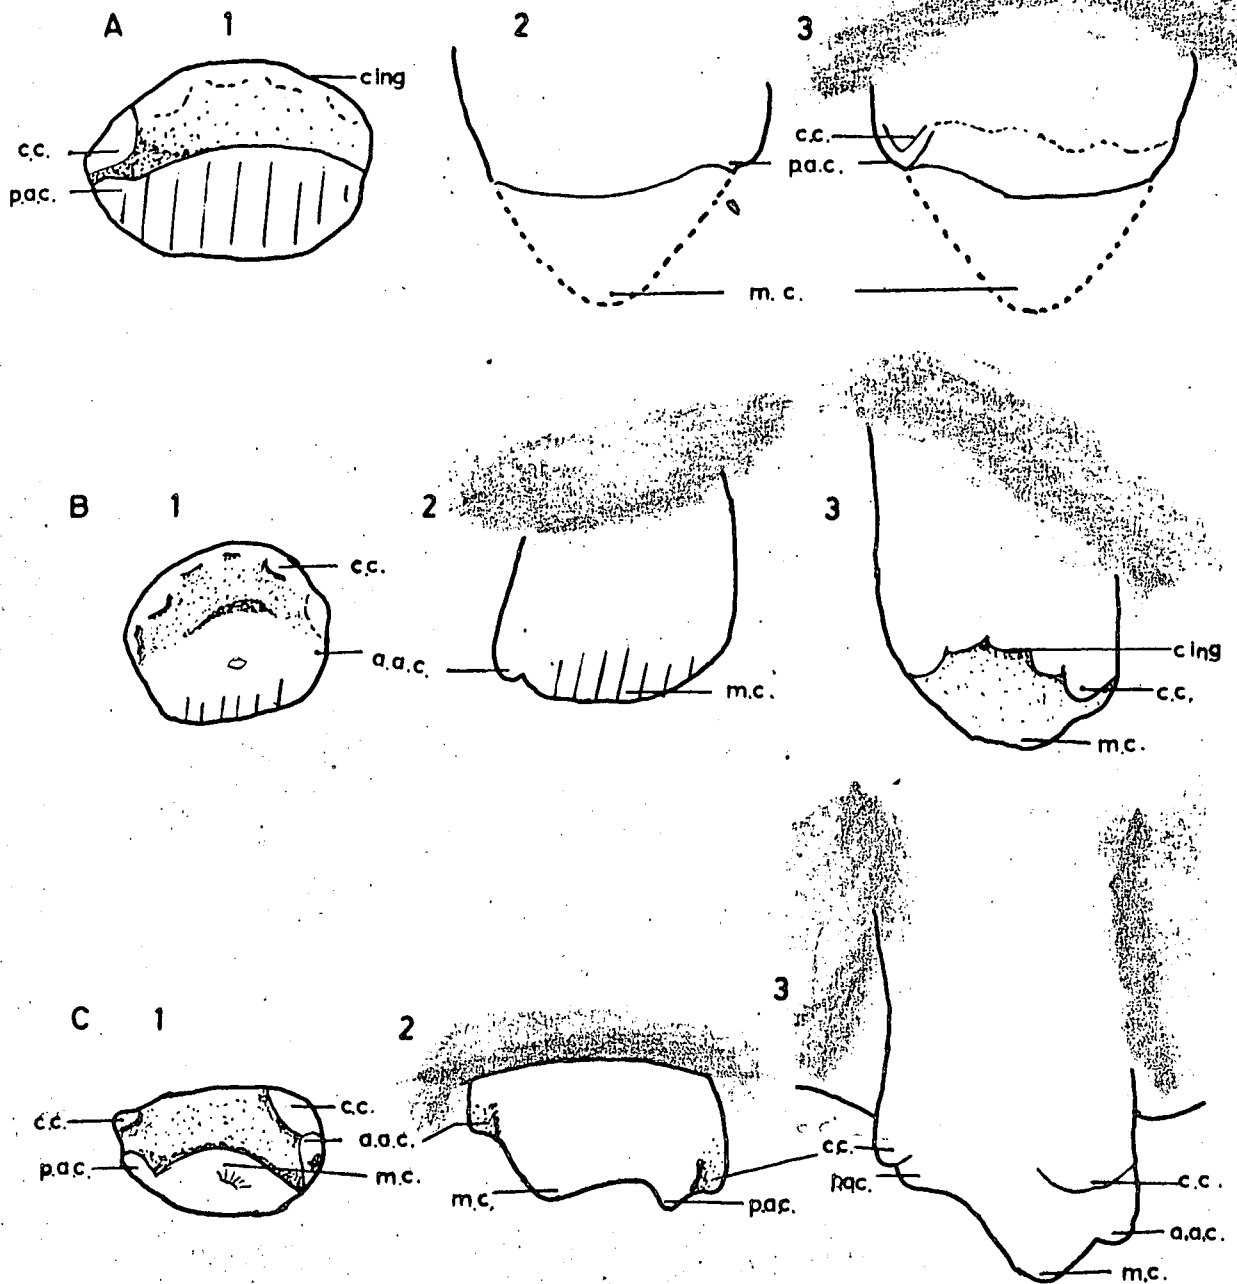 A 1 2 3
cing
c.c. c.c.
p.a.c. p.a.c.
m.c.
B 1 2 3
c.c.
a.a.c. cing
m.c. c.c.
m.c.
C 1 2 3
c.c. c.c.
a.a.c. c.c.
p.a.c. m.c. m.c. p.a.c. p.a.c. c.c.
a.a.c.
m.c.